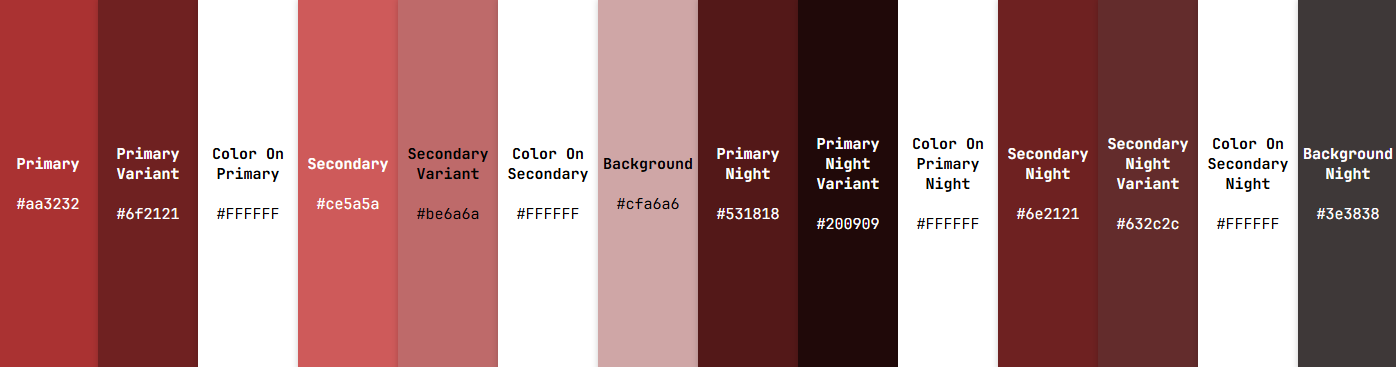 Primary
#aa3232
Primary
Variant
#6f2121
Color On
Primary
#FFFFFF
Secondary
#ce5a5a
Secondary
Variant
#be6a6a
Color On
Secondary
#FFFFFF
Background
#cfa6a6
Primary
Night
#531818
Primary
Night
Variant
#200909
Color On
Primary
Night
#FFFFFF
Secondary
Night
#6e2121
Secondary
Night
Variant
#632c2c
Color On
Secondary
Night
#FFFFFF
Background
Night
#3e3838